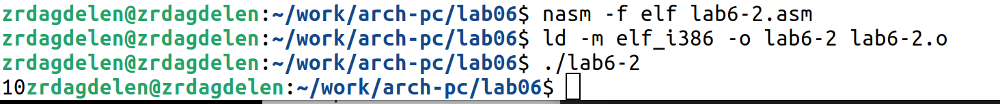 zrdagdelen@zrdagdelen:~/work/arch-pc/lab06$ nasm -f elf lab6-2.asm
zrdagdelen@zrdagdelen:~/work/arch-pc/lab06$ ld -m elf_i386 -o lab6-2 lab6-2.o
zrdagdelen@zrdagdelen:~/work/arch-pc/lab06$ ./lab6-2
10zrdagdelen@zrdagdelen:~/work/arch-pc/lab06$